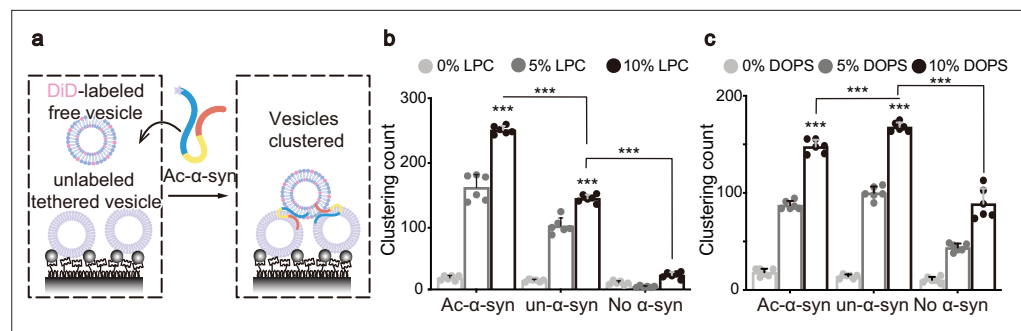 a
DiD-labeled
free vesicle
unlabeled
tethered vesicle
Ac-α-syn
Vesicles
clustered
b
0% LPC 5% LPC 10% LPC
Clustering count
300
200
100
0
***
***
***
***
Ac-α-syn un-α-syn No α-syn
c
0% DOPS 5% DOPS 10% DOPS
Clustering count
200
100
0
***
***
***
***
Ac-α-syn un-α-syn No α-syn